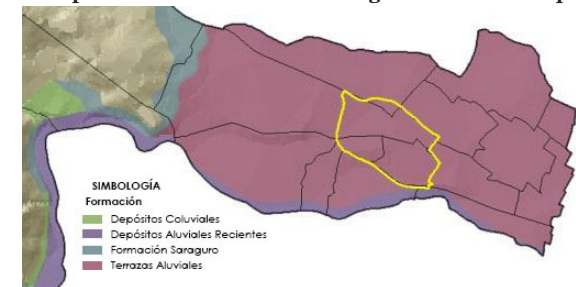 SIMBOLOGÍA
Formación
Depósitos Coluviales
Depósitos Aluviales Recientes
Formación Saraguro
Terrazas Aluviales